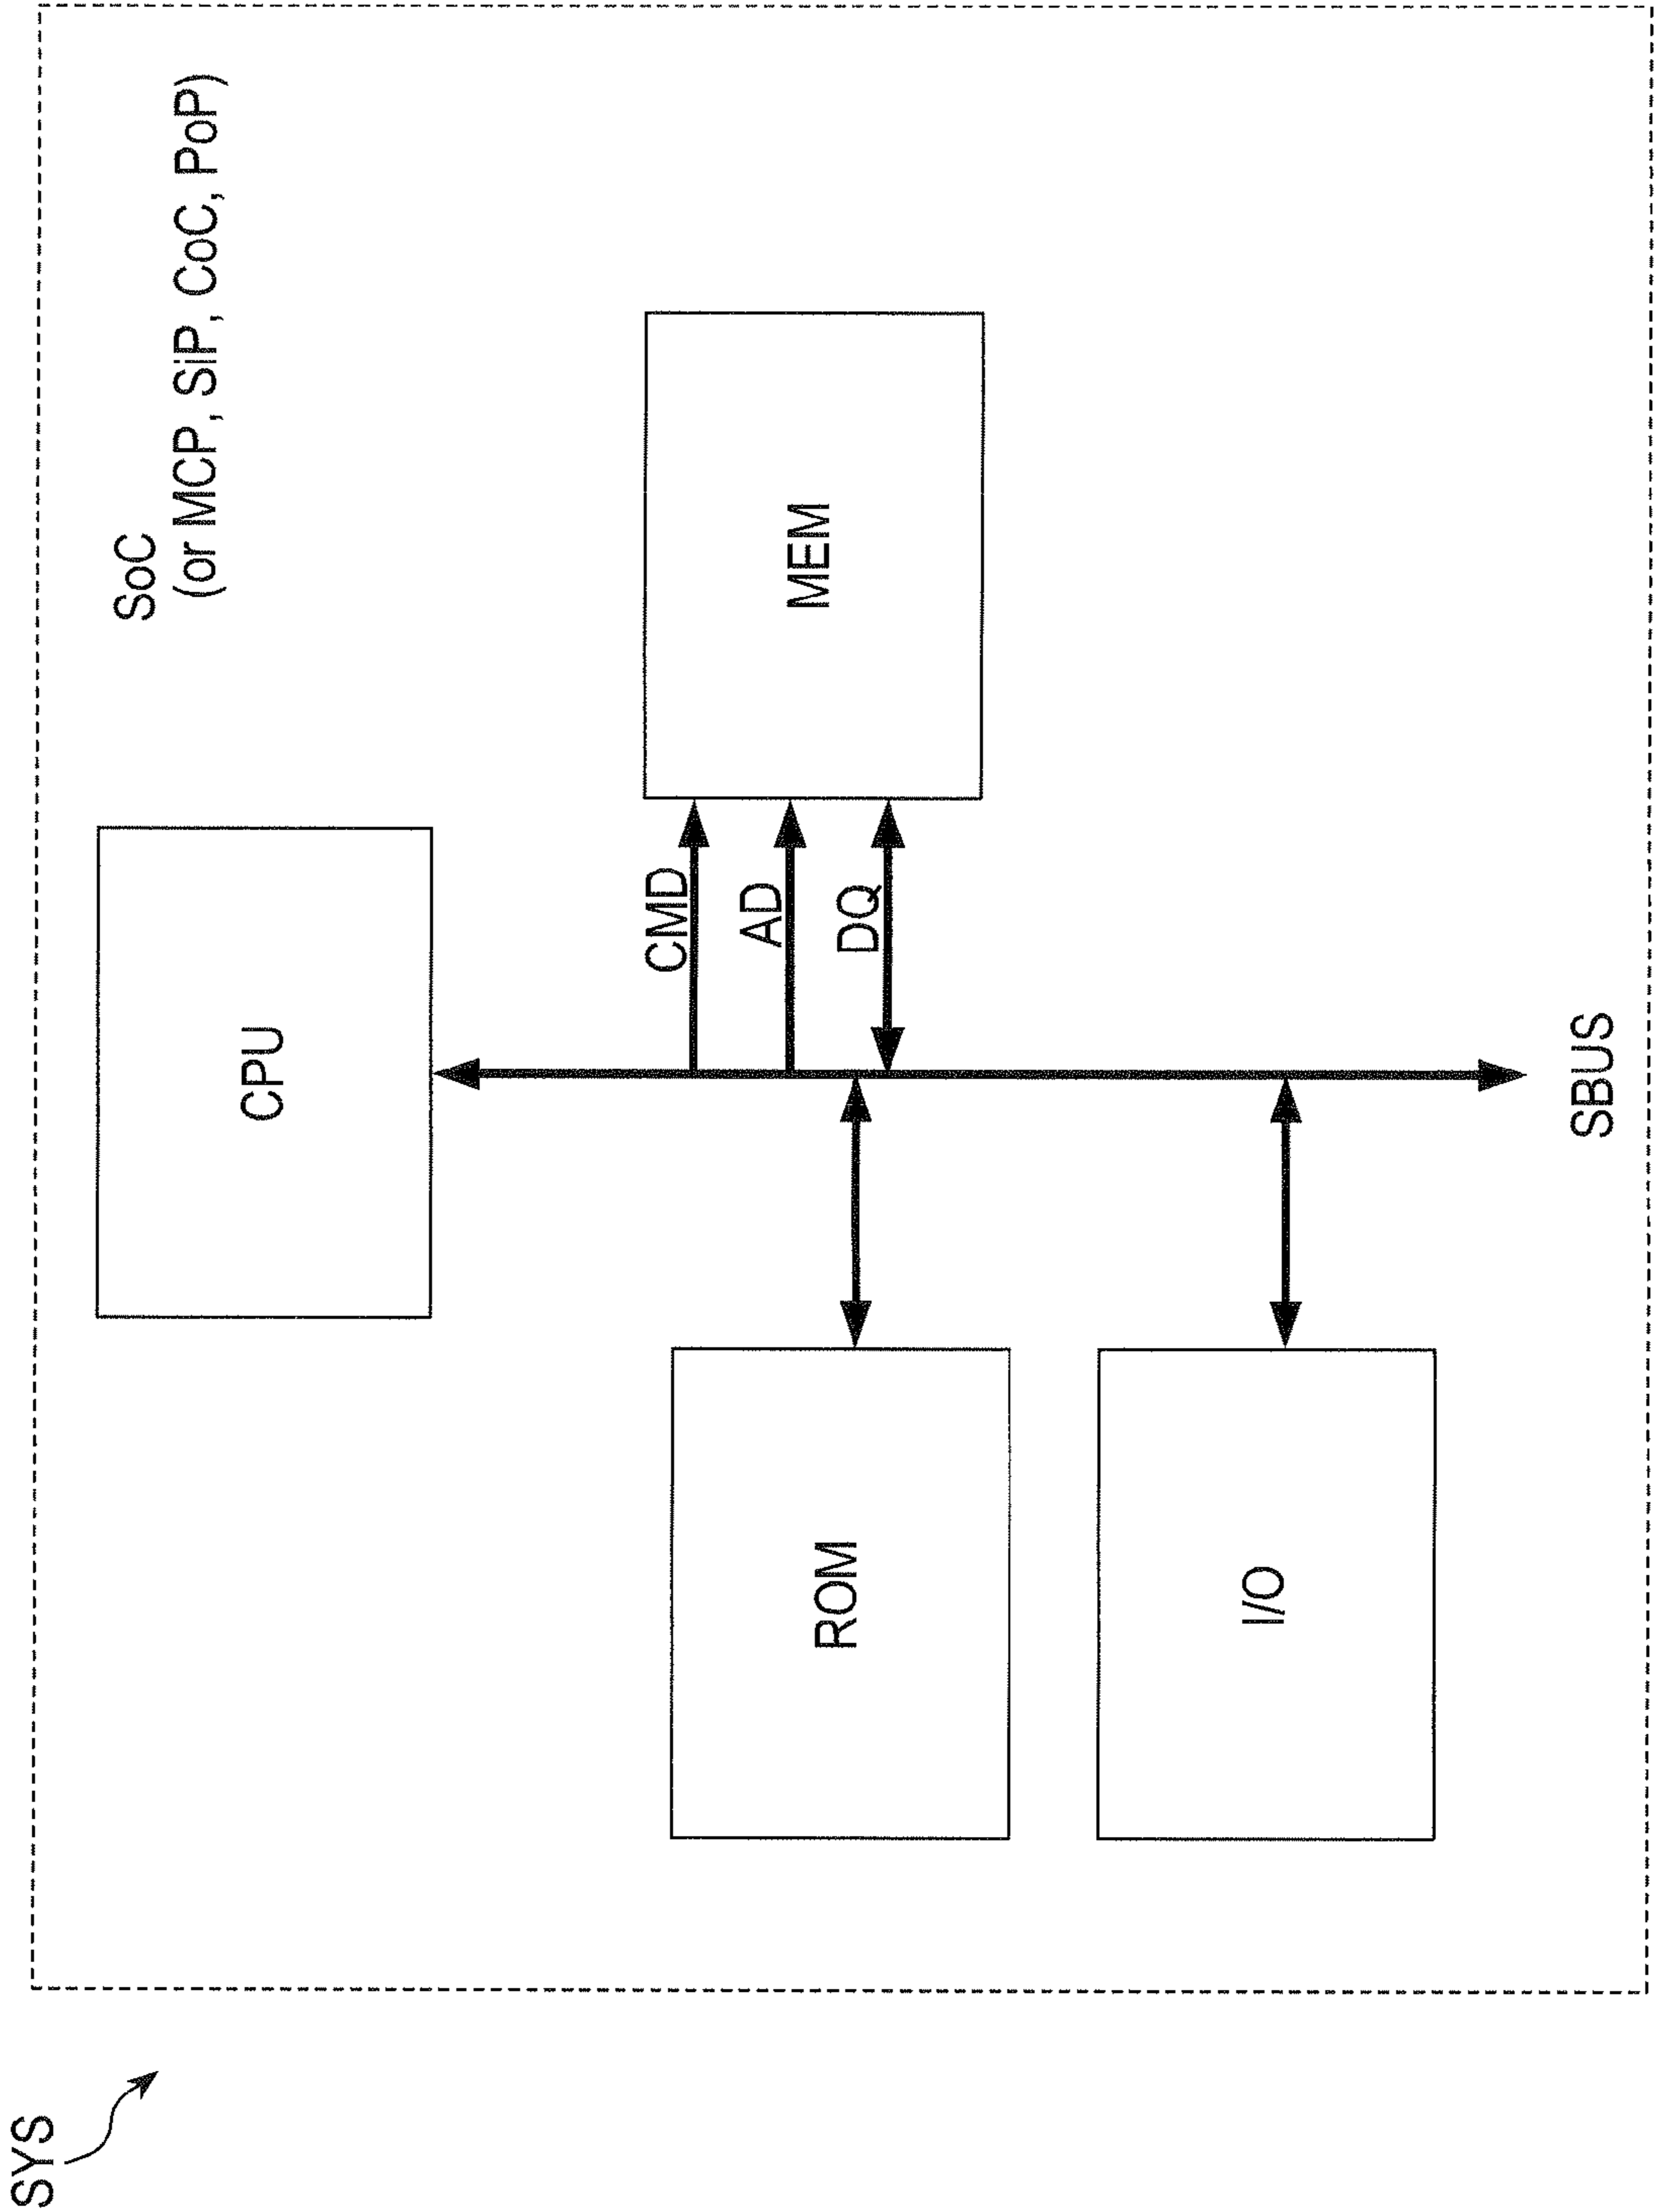 SYS
SoC
(or MCP, SiP, CoC, PoP)
CPU
CMD
AD
DQ
MEM
ROM
I/O
SBUS